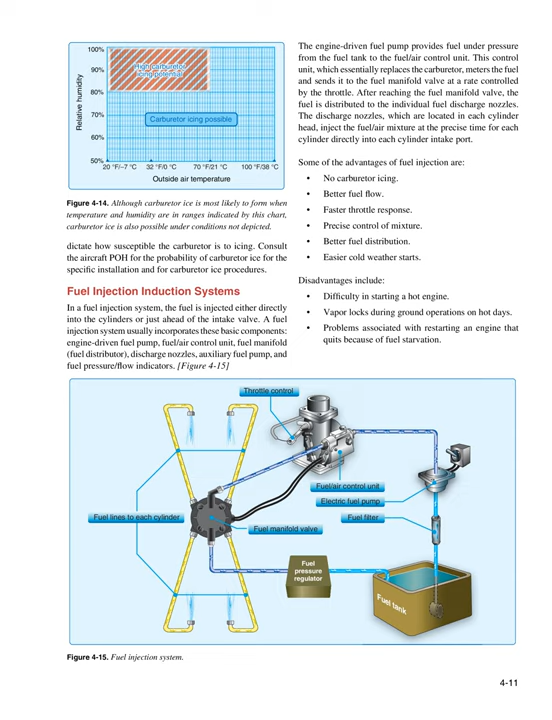 100%
90%
80%
70%
60%
50%
Relative humidity
High carburetor
icing potential
Carburetor icing possible
20 °F/–7 °C 32 °F/0 °C 70 °F/21 °C 100 °F/38 °C
Outside air temperature
Figure 4-14. Although carburetor ice is most likely to form when
temperature and humidity are in ranges indicated by this chart,
carburetor ice is also possible under conditions not depicted.
dictate how susceptible the carburetor is to icing. Consult
the aircraft POH for the probability of carburetor ice for the
specific installation and for carburetor ice procedures.
Fuel Injection Induction Systems
In a fuel injection system, the fuel is injected either directly
into the cylinders or just ahead of the intake valve. A fuel
injection system usually incorporates these basic components:
engine-driven fuel pump, fuel/air control unit, fuel manifold
(fuel distributor), discharge nozzles, auxiliary fuel pump, and
fuel pressure/flow indicators. [Figure 4-15]
The engine-driven fuel pump provides fuel under pressure
from the fuel tank to the fuel/air control unit. This control
unit, which essentially replaces the carburetor, meters the fuel
and sends it to the fuel manifold valve at a rate controlled
by the throttle. After reaching the fuel manifold valve, the
fuel is distributed to the individual fuel discharge nozzles.
The discharge nozzles, which are located in each cylinder
head, inject the fuel/air mixture at the precise time for each
cylinder directly into each cylinder intake port.
Some of the advantages of fuel injection are:
• No carburetor icing.
• Better fuel flow.
• Faster throttle response.
• Precise control of mixture.
• Better fuel distribution.
• Easier cold weather starts.
Disadvantages include:
• Difficulty in starting a hot engine.
• Vapor locks during ground operations on hot days.
• Problems associated with restarting an engine that
quits because of fuel starvation.
Throttle control
Fuel/air control unit
Electric fuel pump
Fuel lines to each cylinder
Fuel filter
Fuel manifold valve
Fuel
pressure
regulator
Fuel tank
Figure 4-15. Fuel injection system.
4-11